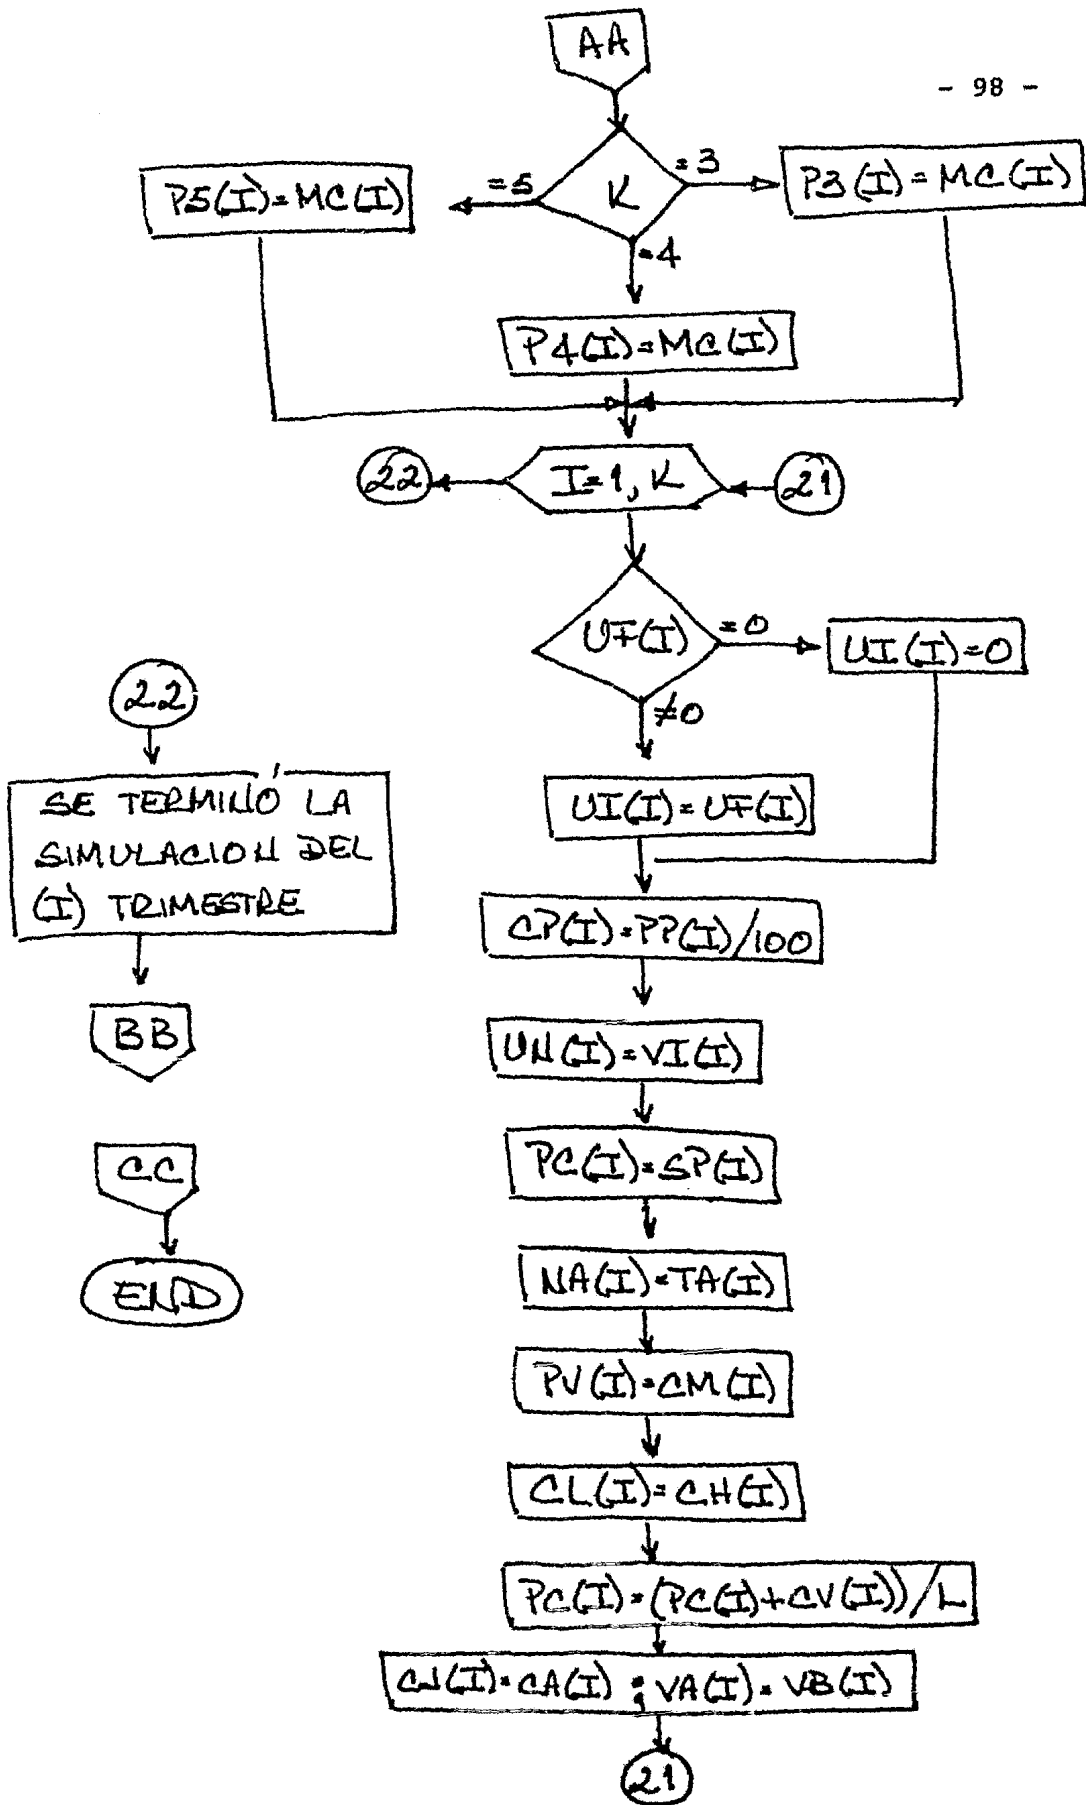 AA
- 98 -
K
=5
=3
=4
P5(I)=MC(I)
P3(I)=MC(I)
P4(I)=MC(I)
22
I=1, K
21
UF(I)
=0
UI(I)=0
≠0
UI(I)=UF(I)
CP(I)=PP(I)/100
UN(I)=VI(I)
PC(I)=SP(I)
NA(I)=TA(I)
PV(I)=CM(I)
CL(I)=CH(I)
PC(I)=(PC(I)+CV(I))/L
CJ(I)=CA(I) ; VA(I)=VB(I)
21
22
SE TERMINÓ LA
SIMULACION DEL
(I) TRIMESTRE
BB
CC
END